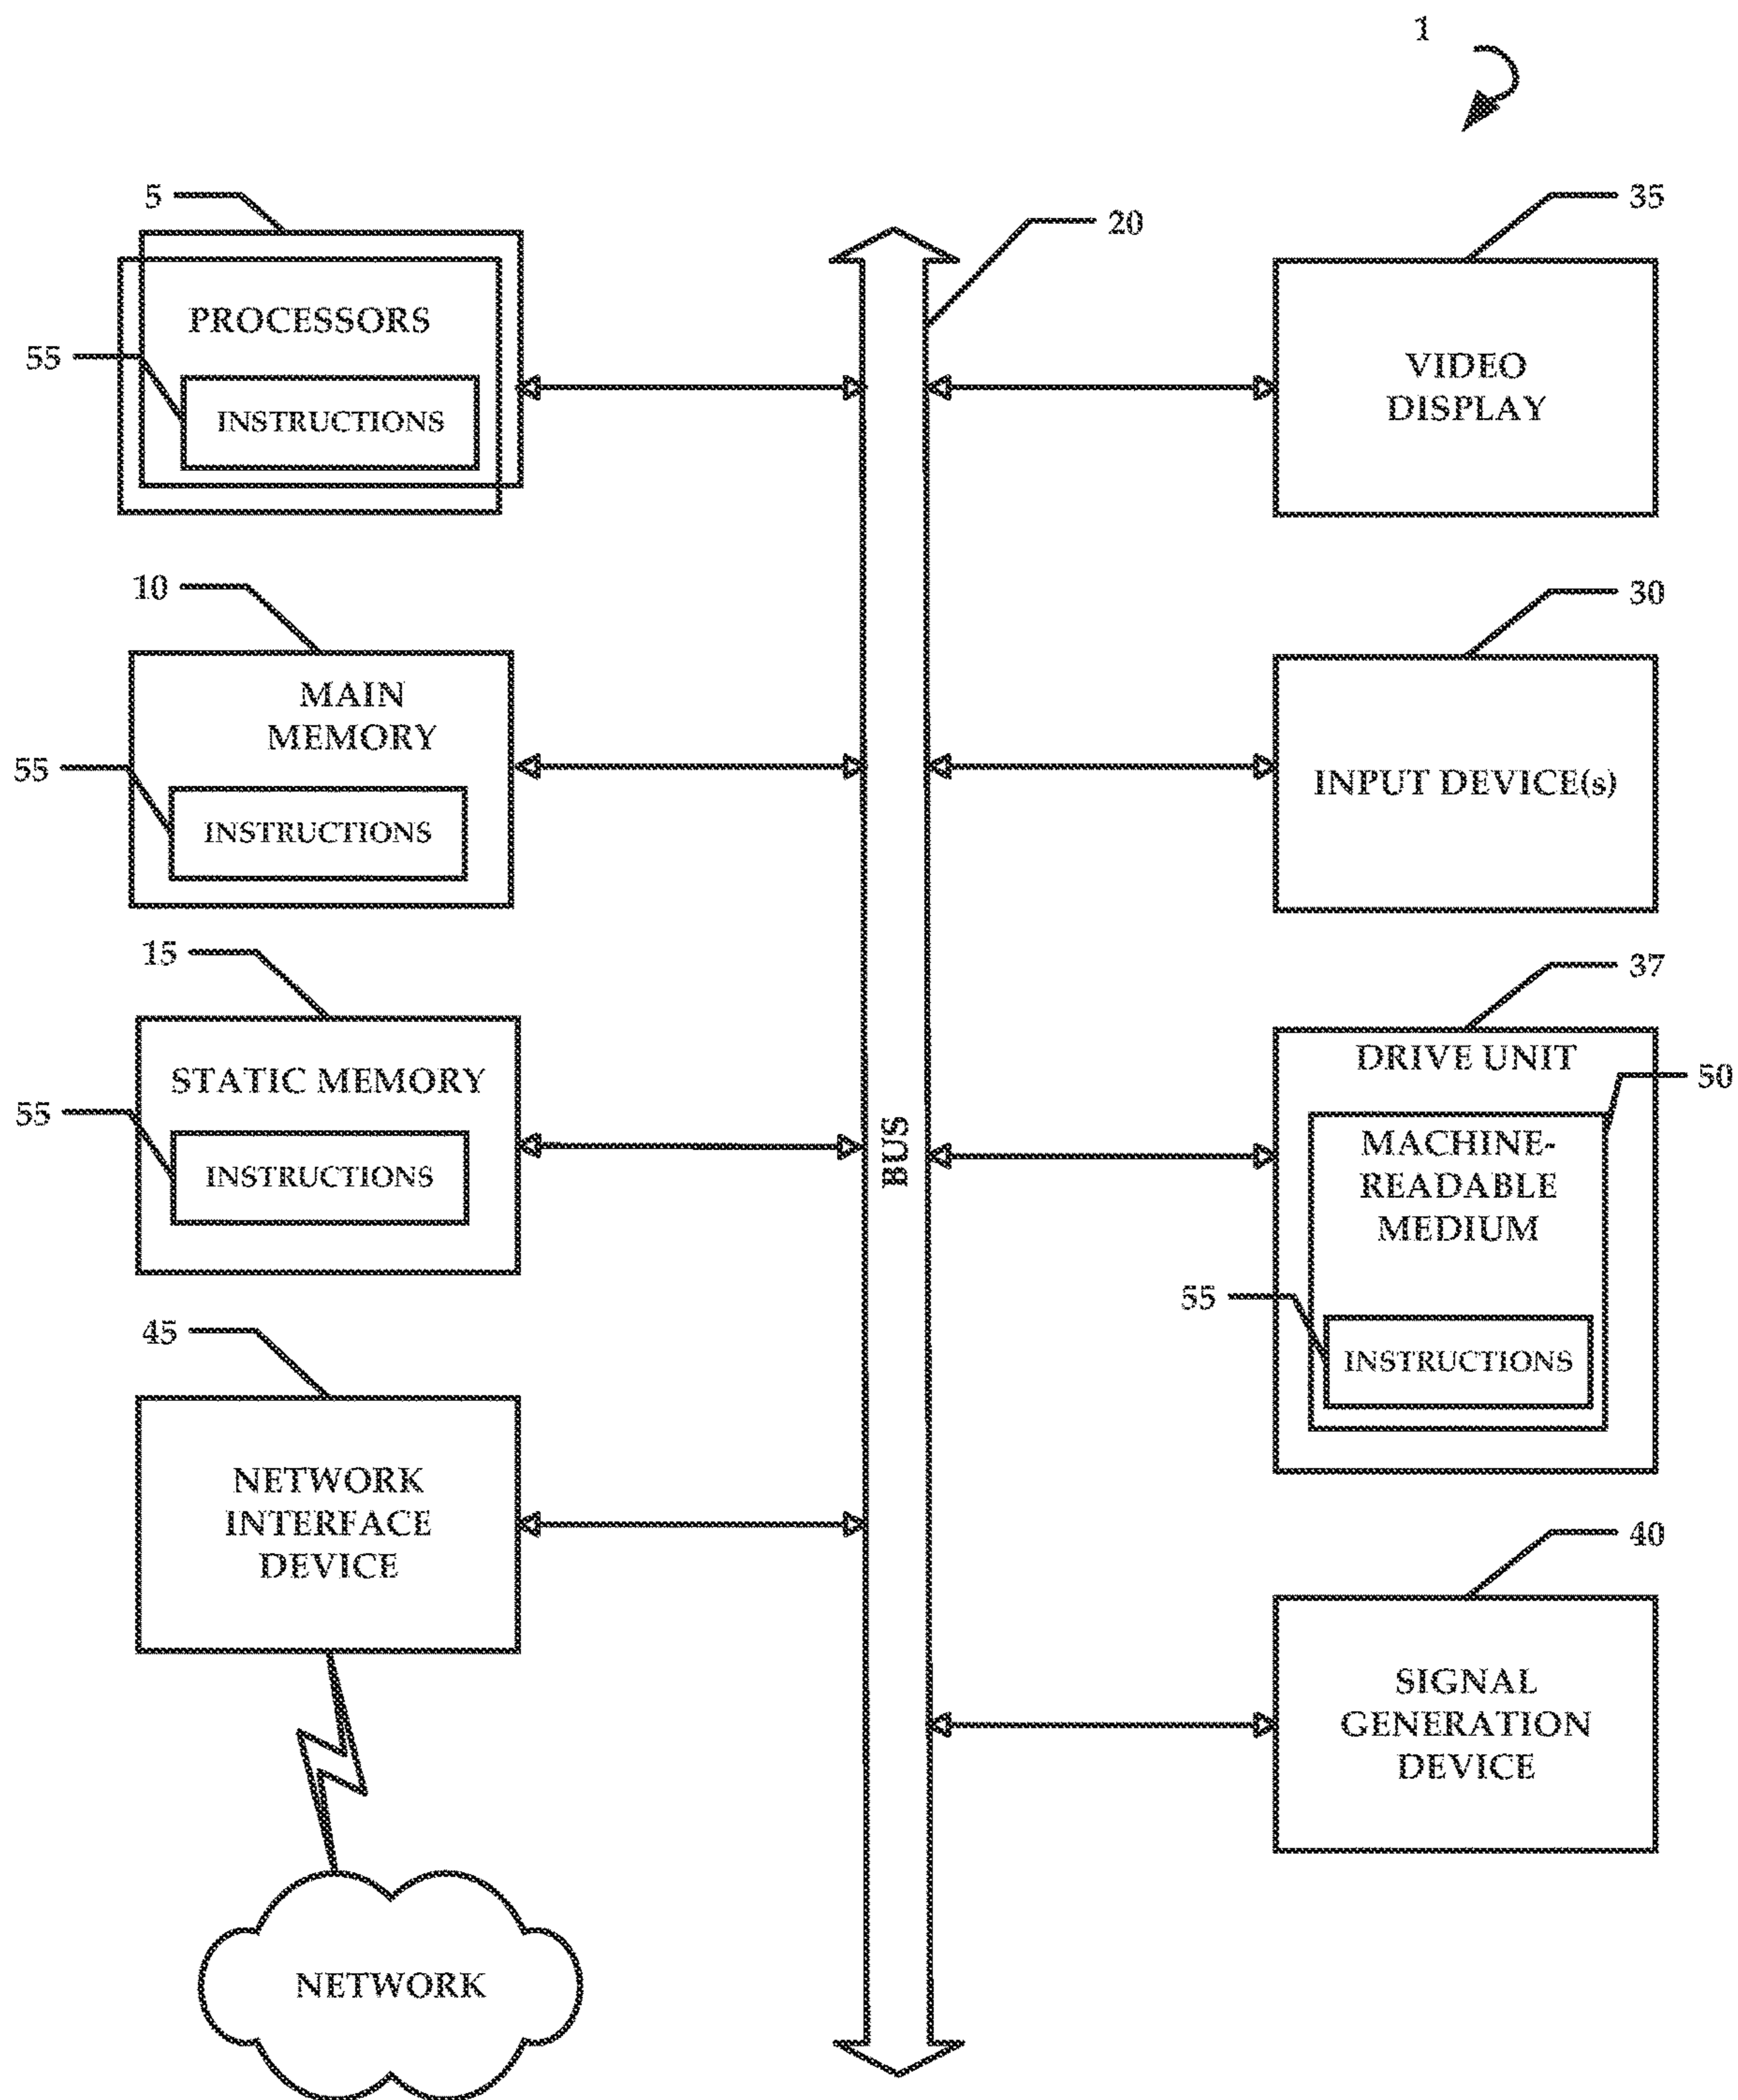 1
5
PROCESSORS
55
INSTRUCTIONS
10
MAIN
MEMORY
55
INSTRUCTIONS
15
STATIC MEMORY
55
INSTRUCTIONS
45
NETWORK
INTERFACE
DEVICE
NETWORK
20
BUS
35
VIDEO
DISPLAY
30
INPUT DEVICE(s)
37
DRIVE UNIT
50
MACHINE-
READABLE
MEDIUM
55
INSTRUCTIONS
40
SIGNAL
GENERATION
DEVICE